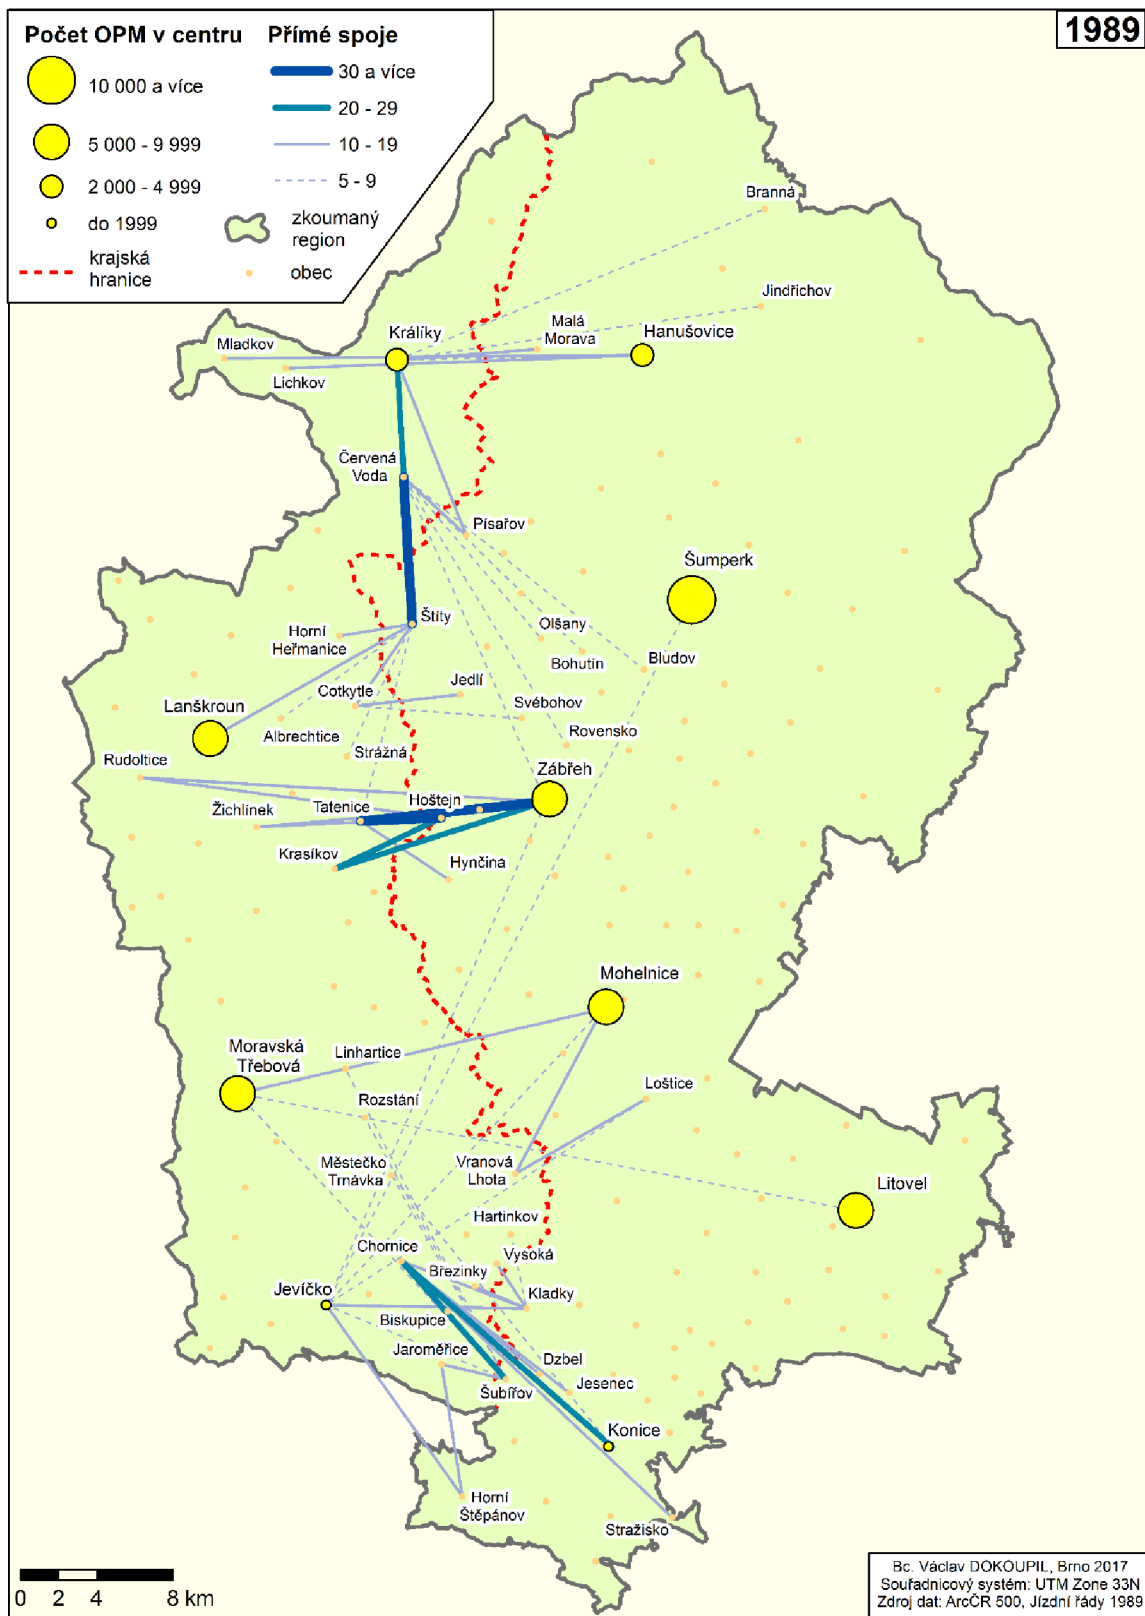 1989
Počet OPM v centru
Přímé spoje
10 000 a více
5 000 - 9 999
2 000 - 4 999
do 1999
krajská
hranice
30 a více
20 - 29
10 - 19
5 - 9
zkoumaný
region
obec
Branná
Jindřichov
Malá
Morava
Hanušovice
Králíky
Mladkov
Lichkov
Červená
Voda
Písařov
Šumperk
Štíty
Horní
Heřmanice
Olšany
Bohutín
Bludov
Cotkytle
Jedlí
Svébohov
Lanškroun
Albrechtice
Strážná
Rovensko
Rudoltice
Zábřeh
Žichlínek
Tatenice
Hoštejn
Krasíkov
Hynčina
Mohelnice
Moravská
Třebová
Linhartice
Rozstání
Loštice
Městečko
Trnávka
Vranová
Lhota
Litovel
Hartinkov
Chornice
Vysoká
Březinky
Jevíčko
Kladky
Biskupice
Jaroměřice
Dzbel
Šubířov
Jesenec
Konice
Horní
Štěpánov
Stražisko
0 2 4 8 km
Bc. Václav DOKOUPIL, Brno 2017
Souřadnicový systém: UTM Zone 33N
Zdroj dat: ArcČR 500, Jízdní řády 1989